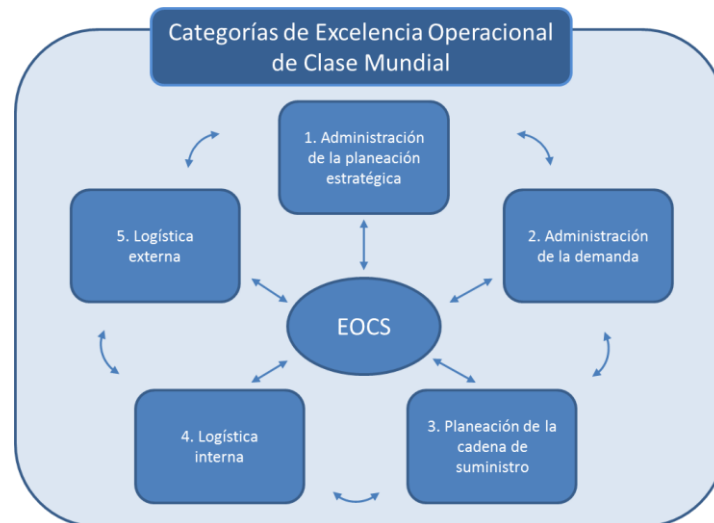 Categorías de Excelencia Operacional
de Clase Mundial
1. Administración
de la planeación
estratégica
2. Administración
de la demanda
3. Planeación de la
cadena de
suministro
4. Logística
interna
5. Logística
externa
EOCS